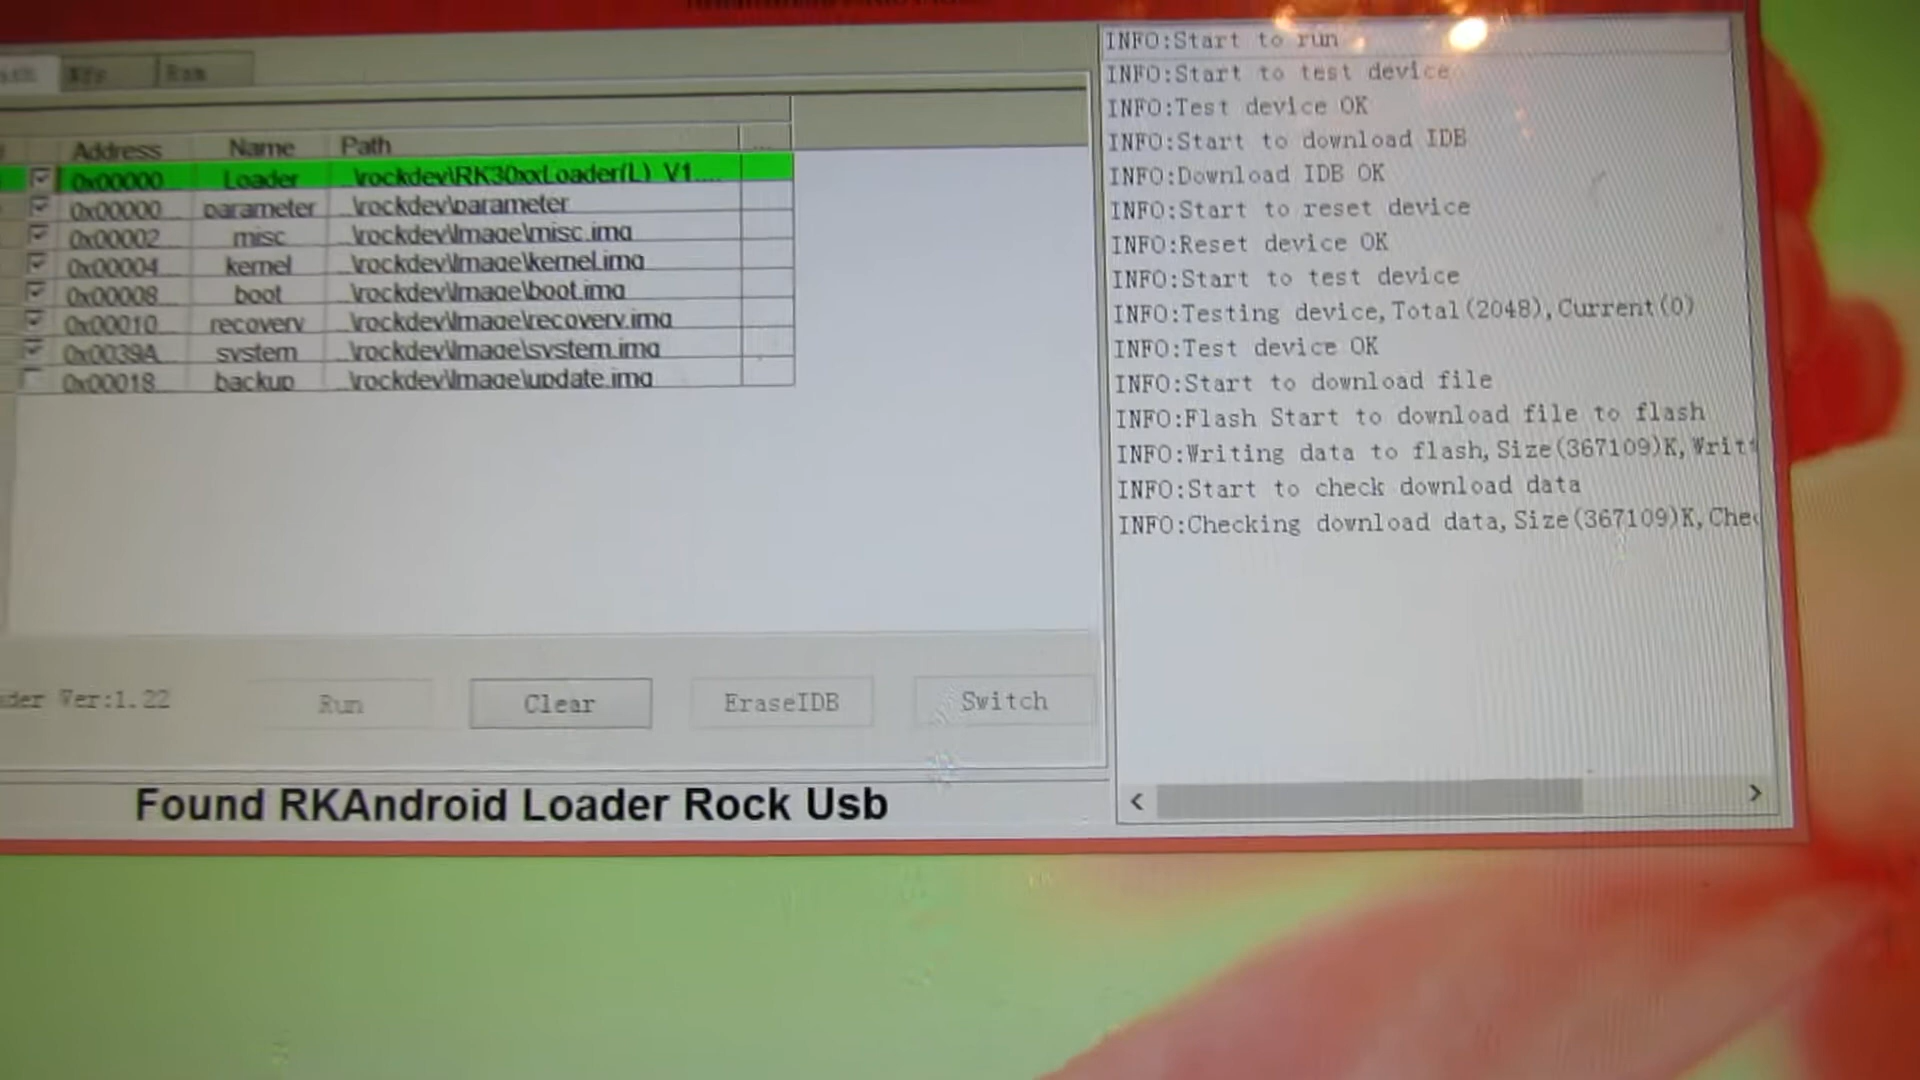 Ram
Address Name Path ...
0x00000 Loader ..\rockdev\RK30xxLoader(L)_V1....
0x00000 parameter ..\rockdev\parameter
0x00002 misc ..\rockdev\Image\misc.img
0x00004 kernel ..\rockdev\Image\kernel.img
0x00008 boot ..\rockdev\Image\boot.img
0x00010 recovery ..\rockdev\Image\recovery.img
0x0039A system ..\rockdev\Image\system.img
0x00018 backup ..\rockdev\Image\update.img
Ver:1.22
Run
Clear
EraseIDB
Switch
Found RKAndroid Loader Rock Usb
INFO:Start to run
INFO:Start to test device
INFO:Test device OK
INFO:Start to download IDB
INFO:Download IDB OK
INFO:Start to reset device
INFO:Reset device OK
INFO:Start to test device
INFO:Testing device,Total(2048),Current(0)
INFO:Test device OK
INFO:Start to download file
INFO:Flash Start to download file to flash
INFO:Writing data to flash,Size(367109)K,Writ
INFO:Start to check download data
INFO:Checking download data,Size(367109)K,Che